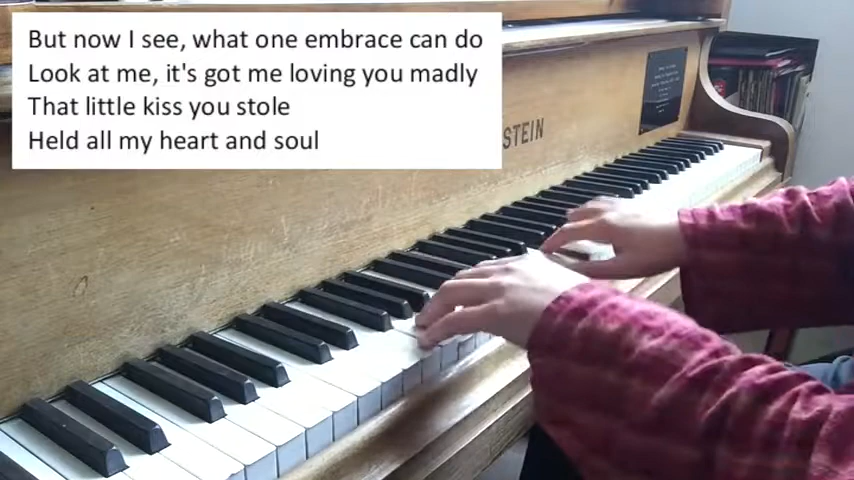 But now I see, what one embrace can do
Look at me, it's got me loving you madly
That little kiss you stole
Held all my heart and soul
STEIN